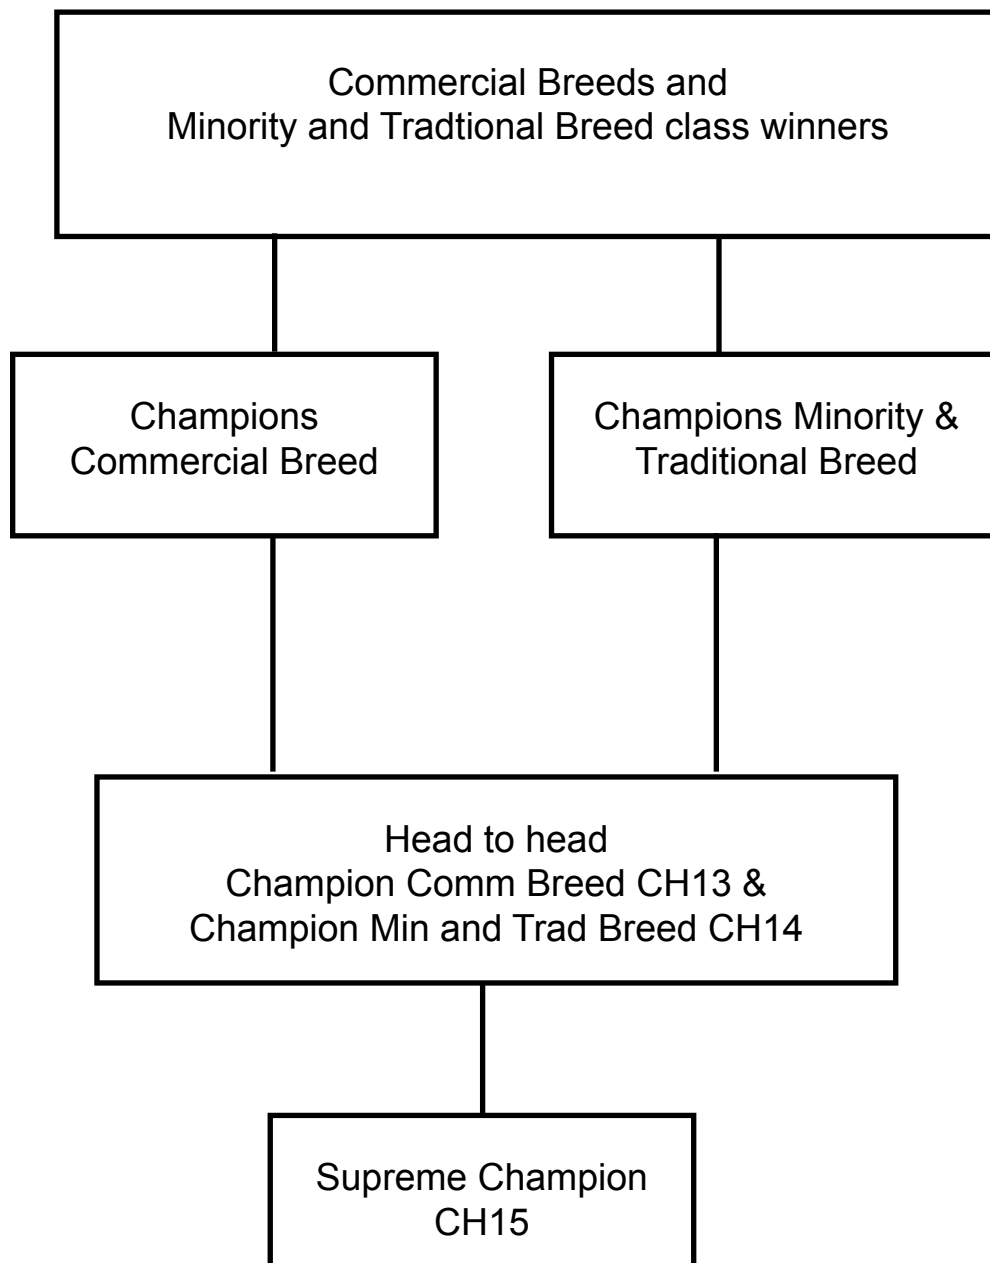 Commercial Breeds and
Minority and Tradtional Breed class winners
Champions
Commercial Breed
Champions Minority &
Traditional Breed
Head to head
Champion Comm Breed CH13 &
Champion Min and Trad Breed CH14
Supreme Champion
CH15